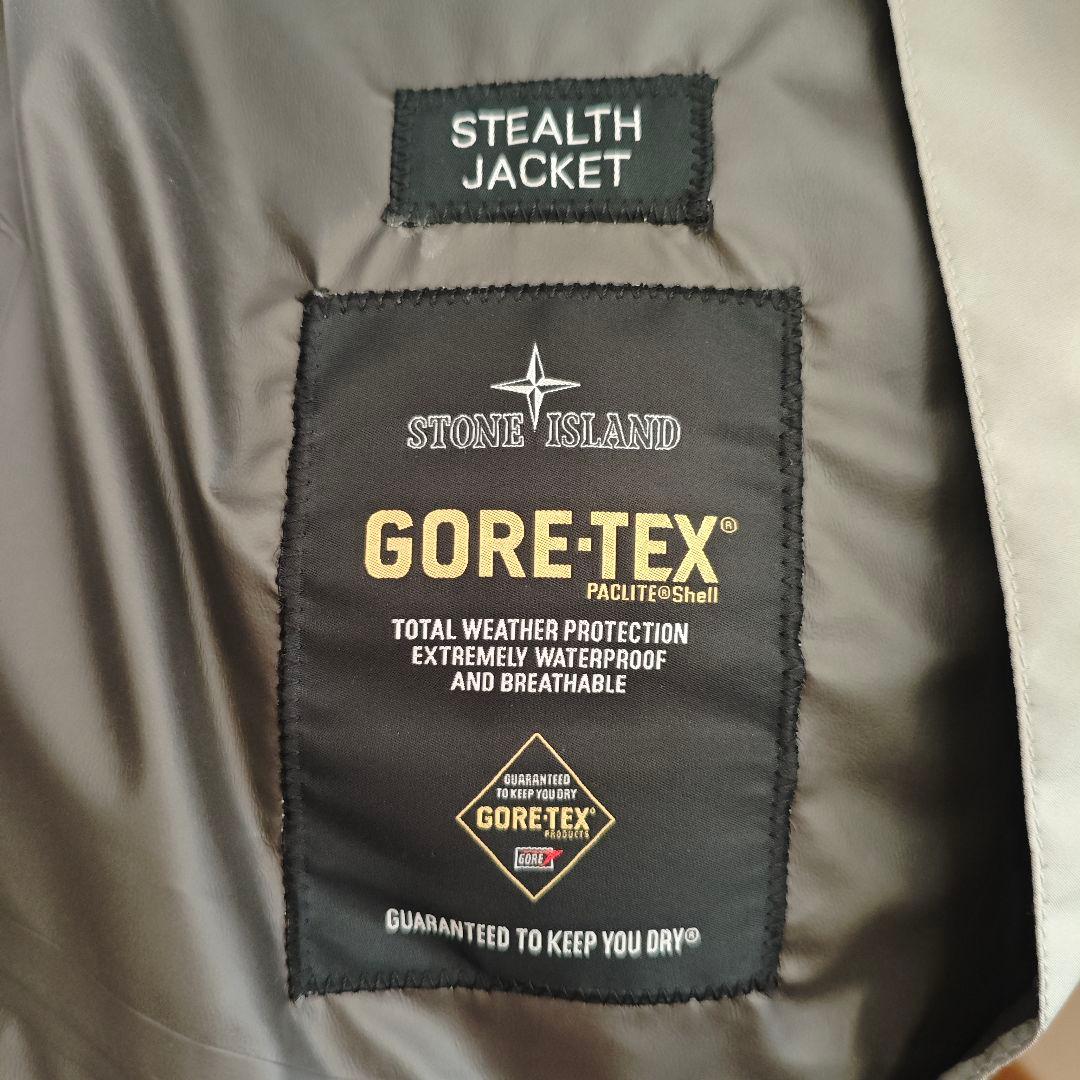 STEALTH
JACKET
STONE ISLAND
GORE-TEX®
PACLITE® Shell
TOTAL WEATHER PROTECTION
EXTREMELY WATERPROOF
AND BREATHABLE
GUARANTEED
TO KEEP YOU DRY
GORE-TEX®
PRODUCTS
GORE
GUARANTEED TO KEEP YOU DRY®